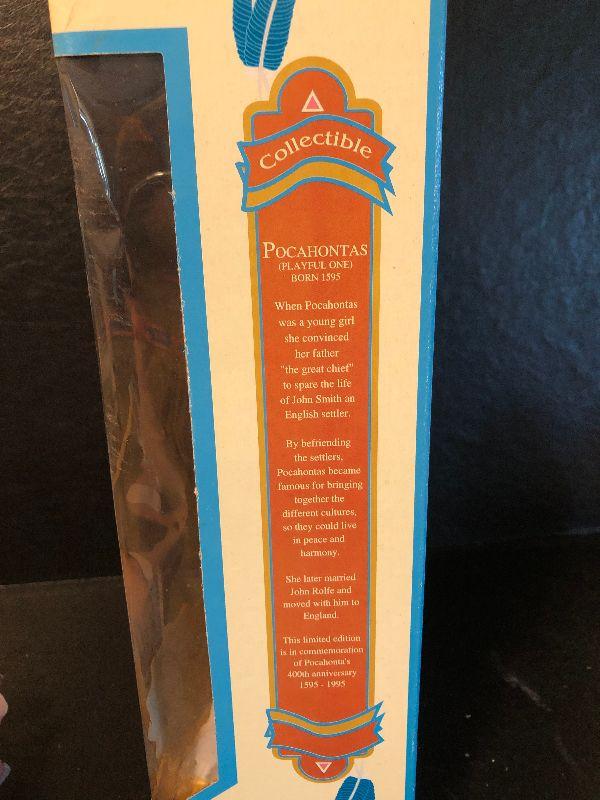 Collectible
POCAHONTAS
(PLAYFUL ONE)
BORN 1595
When Pocahontas
was a young girl
she convinced
her father
"the great chief"
to spare the life
of John Smith an
English settler.
By befriending
the settlers,
Pocahontas became
famous for bringing
together the
different cultures,
so they could live
in peace and
harmony.
She later married
John Rolfe and
moved with him to
England.
This limited edition
is in commemoration
of Pocahonta's
400th anniversary
1595 - 1995